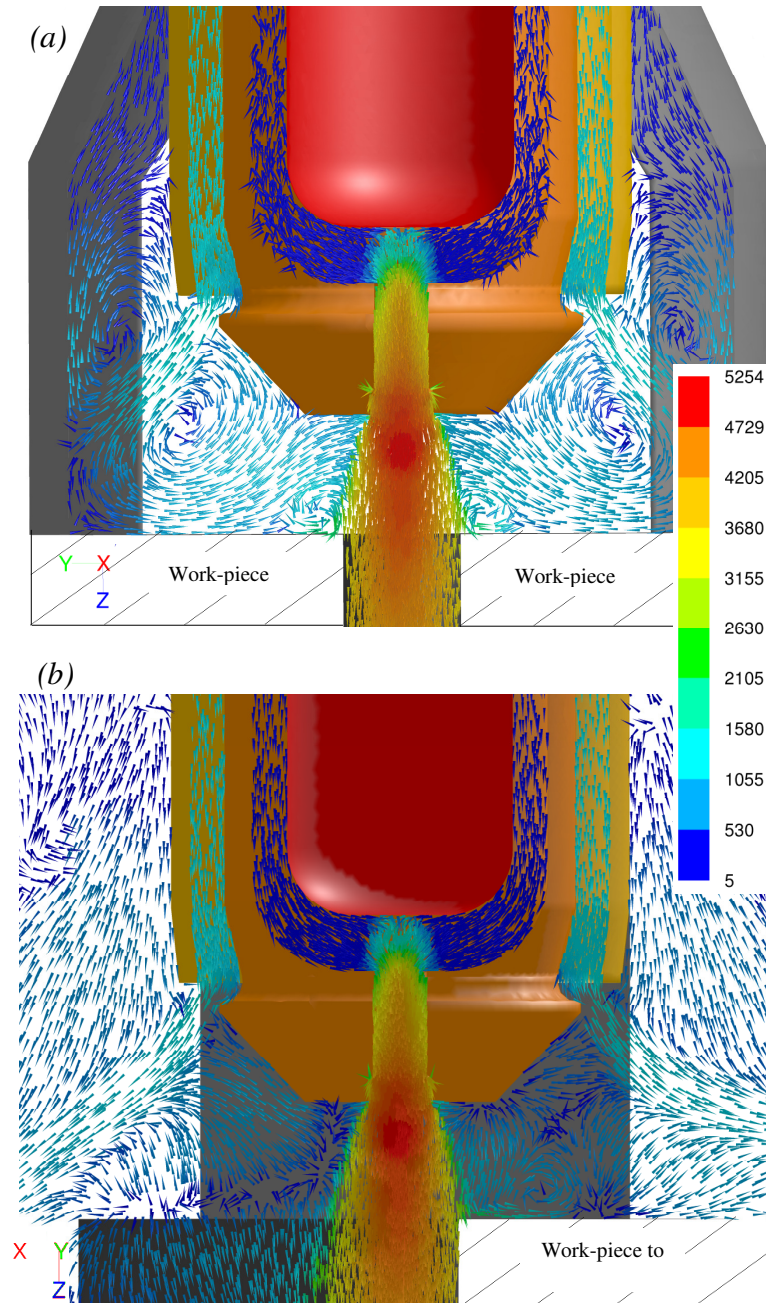 (a)
5254
4729
4205
3680
3155
2630
2105
1580
1055
530
5
Y X
Z
Work-piece Work-piece
(b)
X Y
Z
Work-piece to